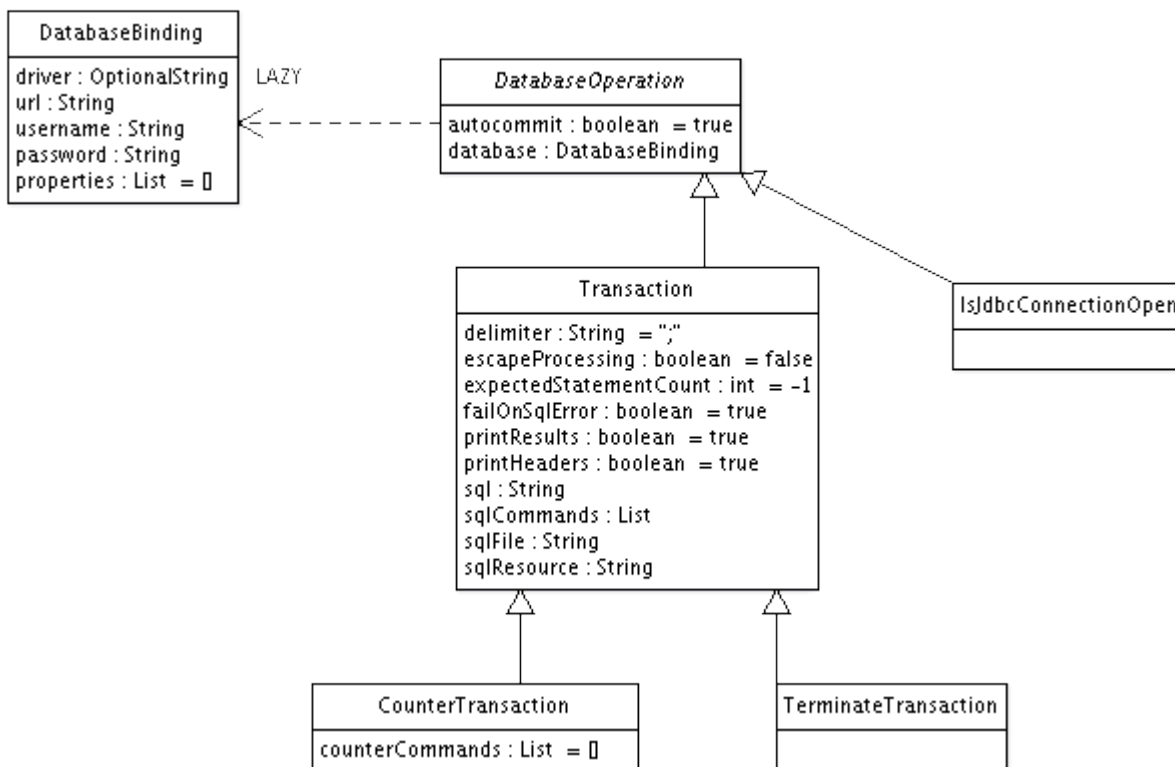 DatabaseBinding
driver : OptionalString
url : String
username : String
password : String
properties : List = []
LAZY
DatabaseOperation
autocommit : boolean = true
database : DatabaseBinding
Transaction
delimiter : String = ";"
escapeProcessing : boolean = false
expectedStatementCount : int = -1
failOnSqlError : boolean = true
printResults : boolean = true
printHeaders : boolean = true
sql : String
sqlCommands : List
sqlFile : String
sqlResource : String
IsJdbcConnectionOpen
CounterTransaction
counterCommands : List = []
TerminateTransaction